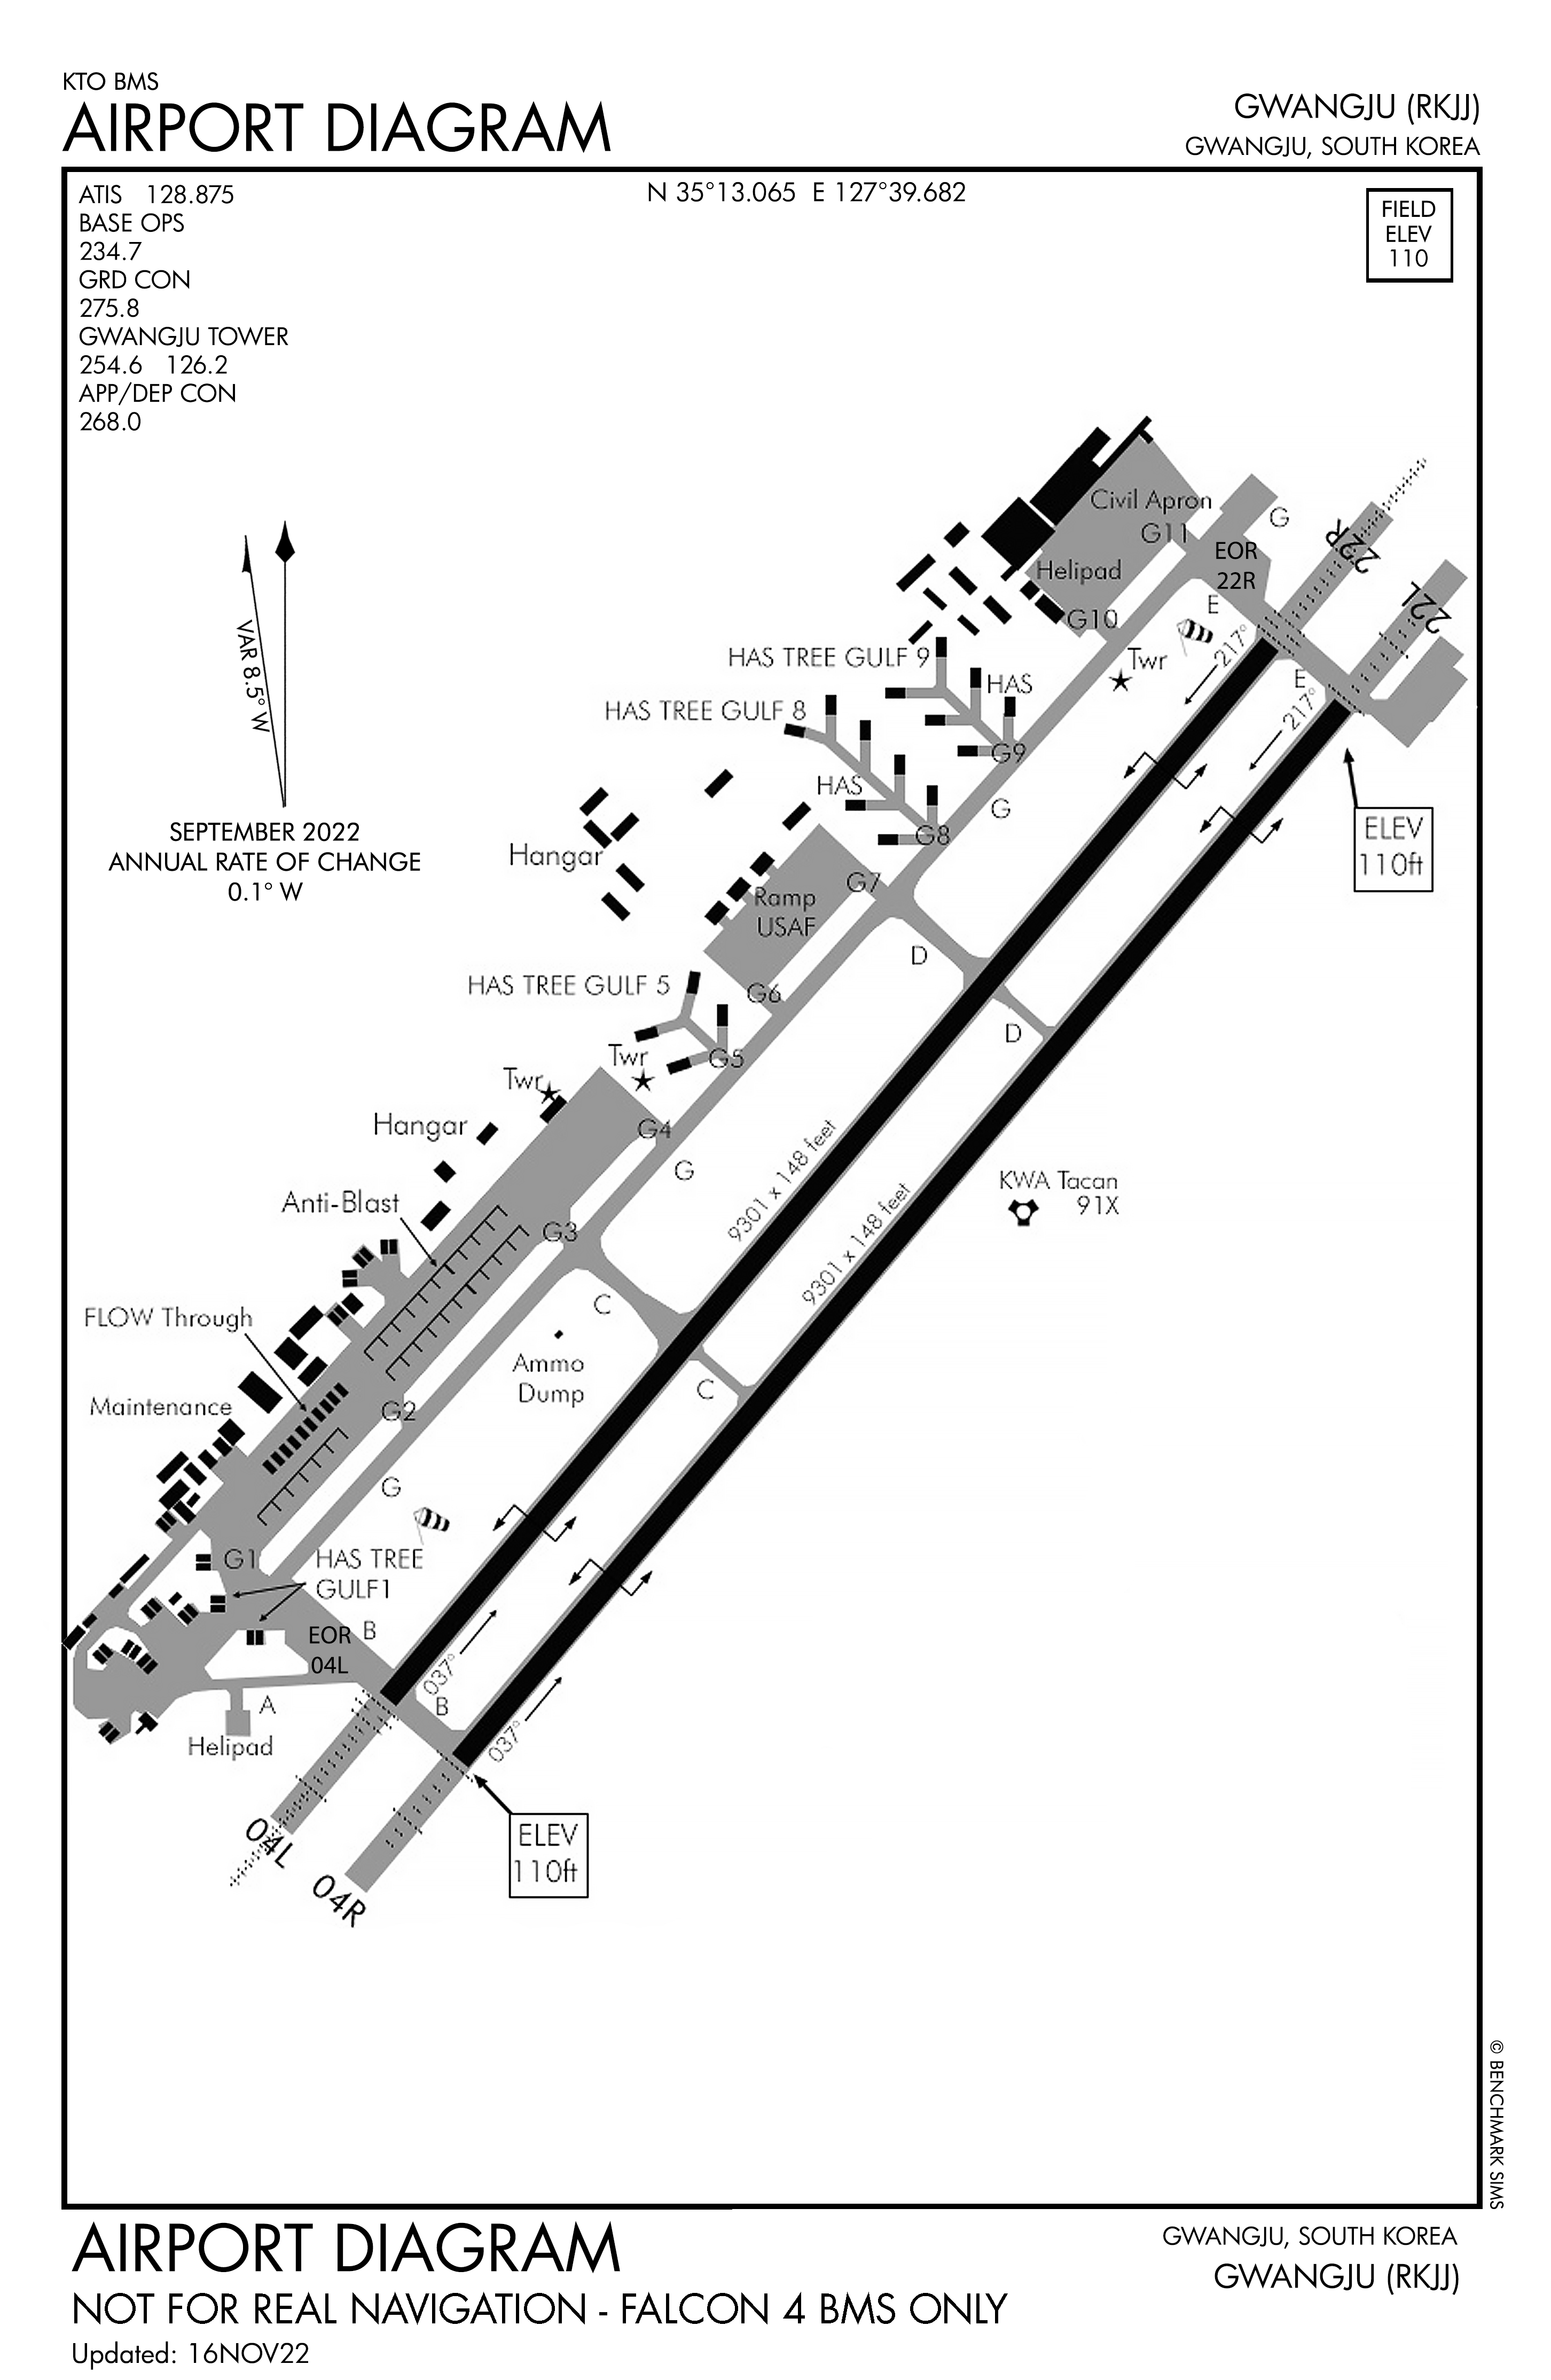 KTO BMS
AIRPORT DIAGRAM
GWANGJU (RKJJ)
GWANGJU, SOUTH KOREA
ATIS 128.875
BASE OPS
234.7
GRD CON
275.8
GWANGJU TOWER
254.6 126.2
APP/DEP CON
268.0
N 35°13.065 E 127°39.682
FIELD
ELEV
110
VAR 8.5° W
SEPTEMBER 2022
ANNUAL RATE OF CHANGE
0.1° W
Civil Apron
G11
G
EOR
22R
22R
22L
Helipad
G10
E
217°
Twr
E
217°
HAS TREE GULF 9
HAS
HAS TREE GULF 8
G9
HAS
G
G8
ELEV
110ft
Hangar
G7
Ramp
USAF
D
HAS TREE GULF 5
G6
D
Twr
G5
Twr
Hangar
G4
G
9301 x 148 feet
9301 x 148 feet
KWA Tacan
91X
Anti-Blast
G3
C
FLOW Through
Ammo
Dump
C
Maintenance
G2
G
G1
HAS TREE
GULF1
EOR
04L
B
037°
B
037°
A
Helipad
04L
04R
ELEV
110ft
© BENCHMARK SIMS
AIRPORT DIAGRAM
GWANGJU, SOUTH KOREA
GWANGJU (RKJJ)
NOT FOR REAL NAVIGATION - FALCON 4 BMS ONLY
Updated: 16NOV22